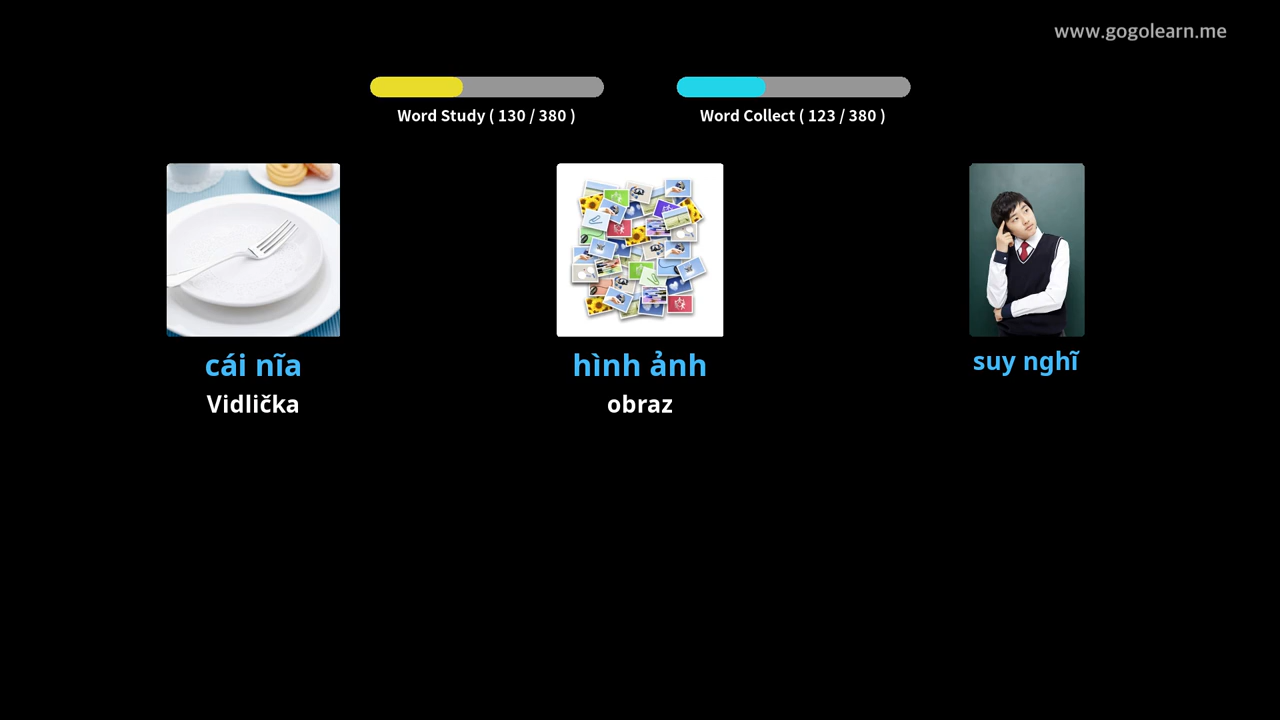 www.gogolearn.me
Word Study ( 130 / 380 )
Word Collect ( 123 / 380 )
cái nĩa
Vidlička
hình ảnh
obraz
suy nghĩ